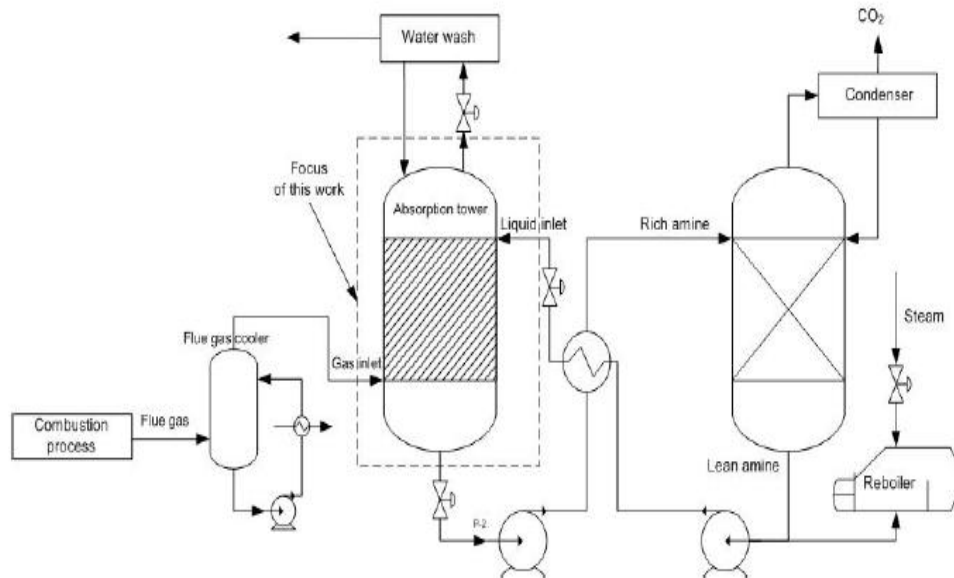 CO2
Water wash
Condenser
Focus
of this work
Absorption tower
Liquid inlet
Rich amine
Steam
Flue gas cooler
Gas inlet
Combustion
process
Flue gas
Lean amine
Reboiler
P-2